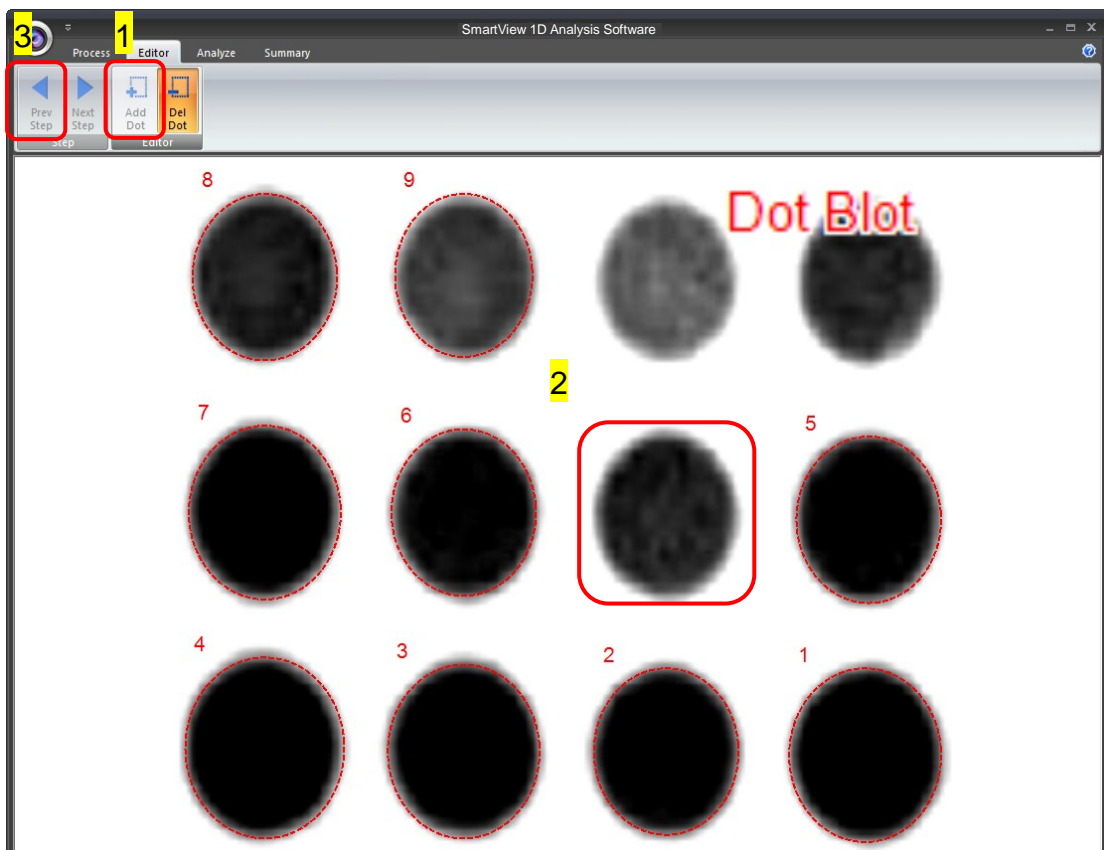 SmartView 1D Analysis Software
3
1
Process Editor Analyze Summary
Prev Step
Next Step
Add Dot
Del Dot
Step
Editor
8
9
Dot Blot
2
7
6
5
4
3
2
1